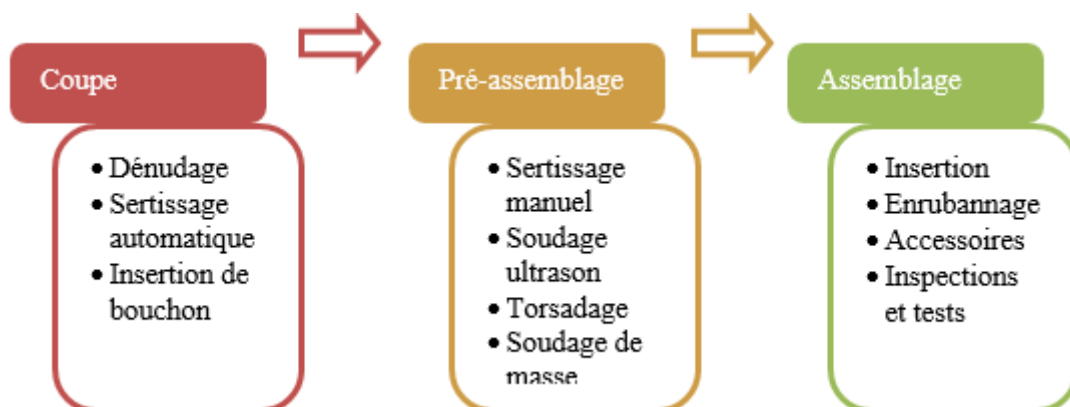 Coupe
• Dénudage
• Sertissage
automatique
• Insertion de
bouchon
Pré-assemblage
• Sertissage
manuel
• Soudage
ultrason
• Torsadage
• Soudage de
masse
Assemblage
• Insertion
• Enrubannage
• Accessoires
• Inspections
et tests